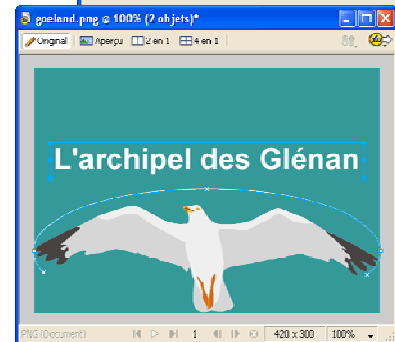 goeland.png @ 100% (2 objets)*
Original Aperçu 2 en 1 4 en 1
L'archipel des Glénan
PNG (Document) 1 420 x 300 100%